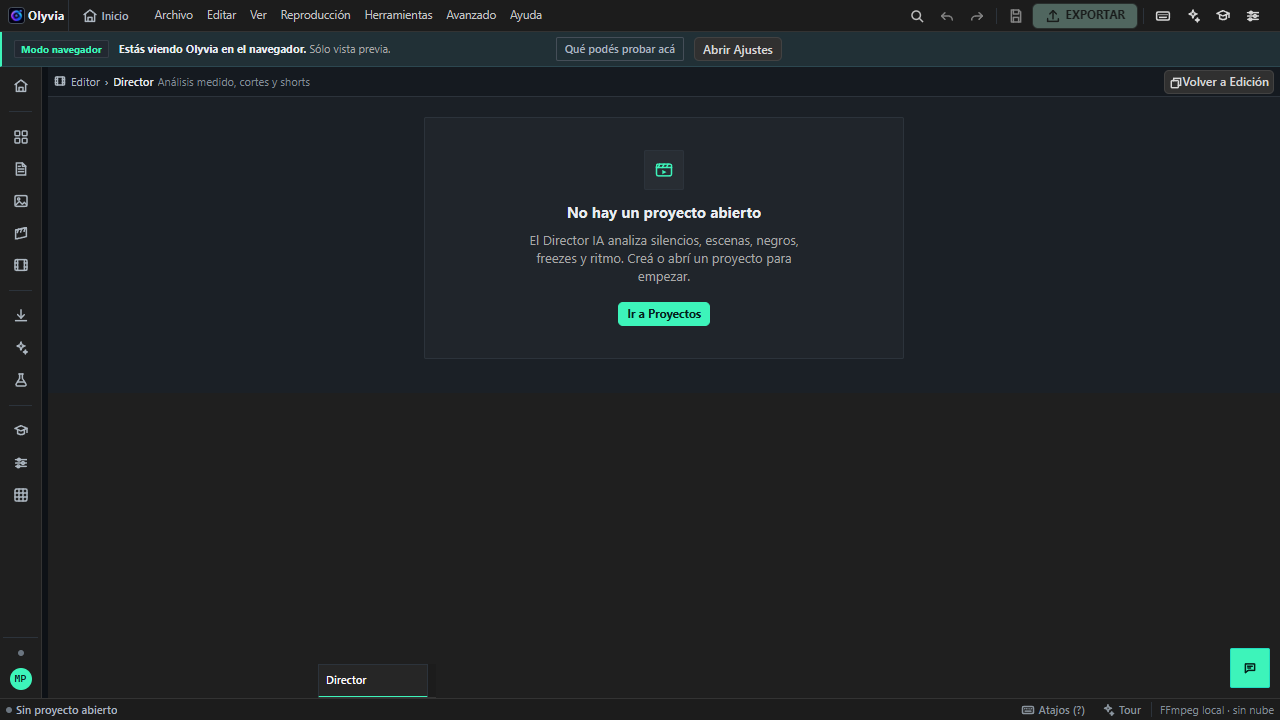 Olyvia
Inicio
Archivo Editar Ver Reproducción Herramientas Avanzado Ayuda
EXPORTAR
Modo navegador
Estás viendo Olyvia en el navegador. Sólo vista previa.
Qué podés probar acá
Abrir Ajustes
Editor › Director Análisis medido, cortes y shorts
Volver a Edición
No hay un proyecto abierto
El Director IA analiza silencios, escenas, negros,
freezes y ritmo. Creá o abrí un proyecto para
empezar.
Ir a Proyectos
MP
Director
Sin proyecto abierto
Atajos (?)
Tour
FFmpeg local · sin nube